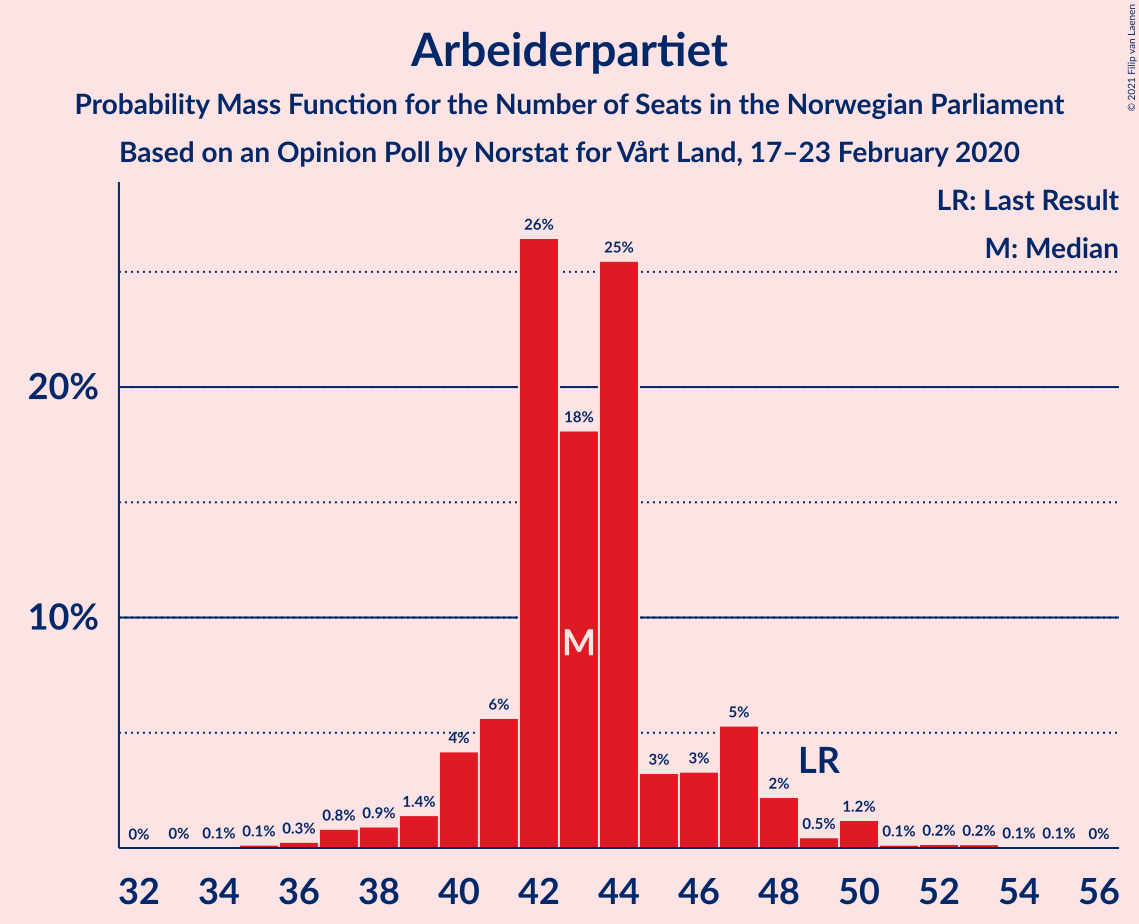 Arbeiderpartiet
Probability Mass Function for the Number of Seats in the Norwegian Parliament
Based on an Opinion Poll by Norstat for Vårt Land, 17–23 February 2020
© 2021 Filip van Laenen
LR: Last Result
M: Median
26%
25%
20%
18%
10%
M
6%
5%
4%
LR
3%
3%
2%
1.4%
1.2%
0% 0% 0.1% 0.1% 0.3% 0.8% 0.9% 0.5% 0.1% 0.2% 0.2% 0.1% 0.1% 0%
32 34 36 38 40 42 44 46 48 50 52 54 56